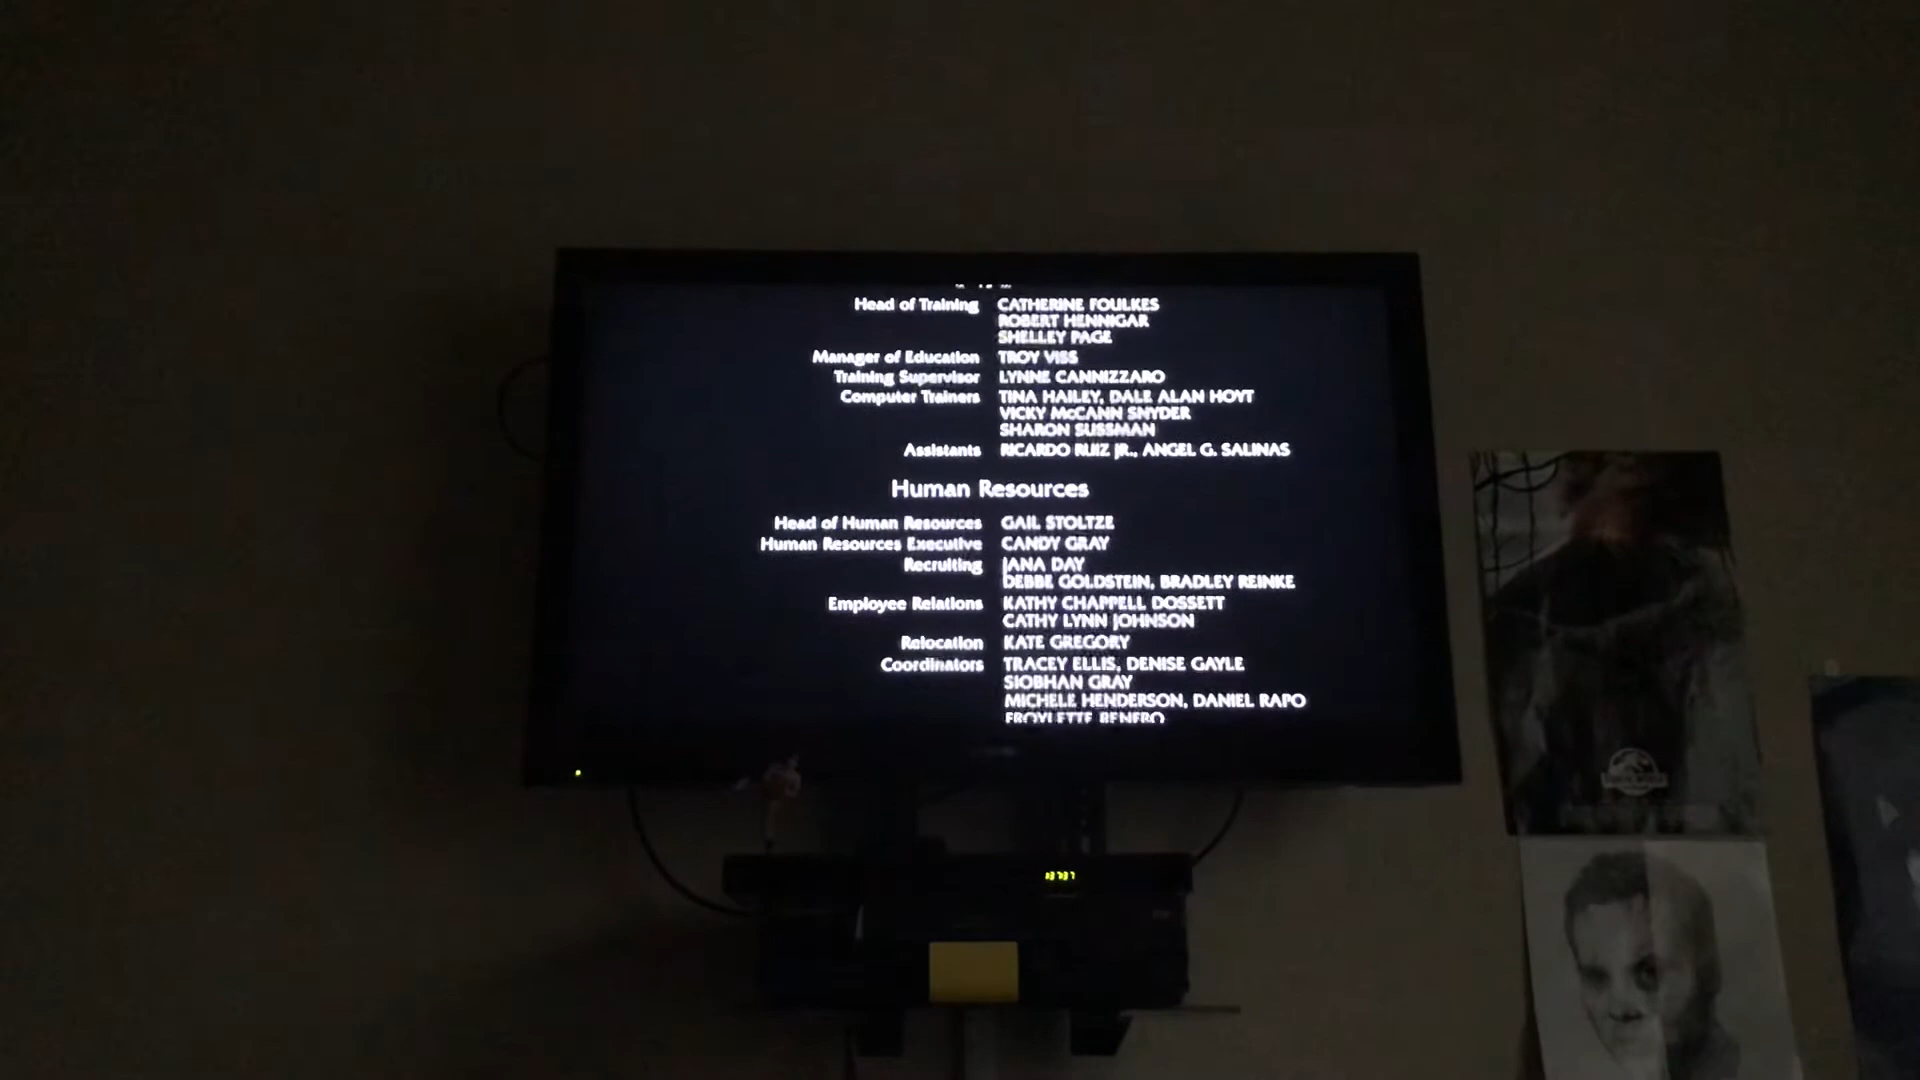 Head of Training CATHERINE FOULKES
ROBERT HENNIGAR
SHELLEY PAGE
Manager of Education TROY VISS
Training Supervisor LYNNE CANNIZZARO
Computer Trainers TINA HAILEY, DALE ALAN HOYT
VICKY McCANN SNYDER
SHARON SUSSMAN
Assistants RICARDO RUIZ JR., ANGEL G. SALINAS
Human Resources
Head of Human Resources GAIL STOLTZE
Human Resources Executive CANDY GRAY
Recruiting JANA DAY
DEBBE GOLDSTEIN, BRADLEY REINKE
Employee Relations KATHY CHAPPELL DOSSETT
CATHY LYNN JOHNSON
Relocation KATE GREGORY
Coordinators TRACEY ELLIS, DENISE GAYLE
SIOBHAN GRAY
MICHELE HENDERSON, DANIEL RAPO